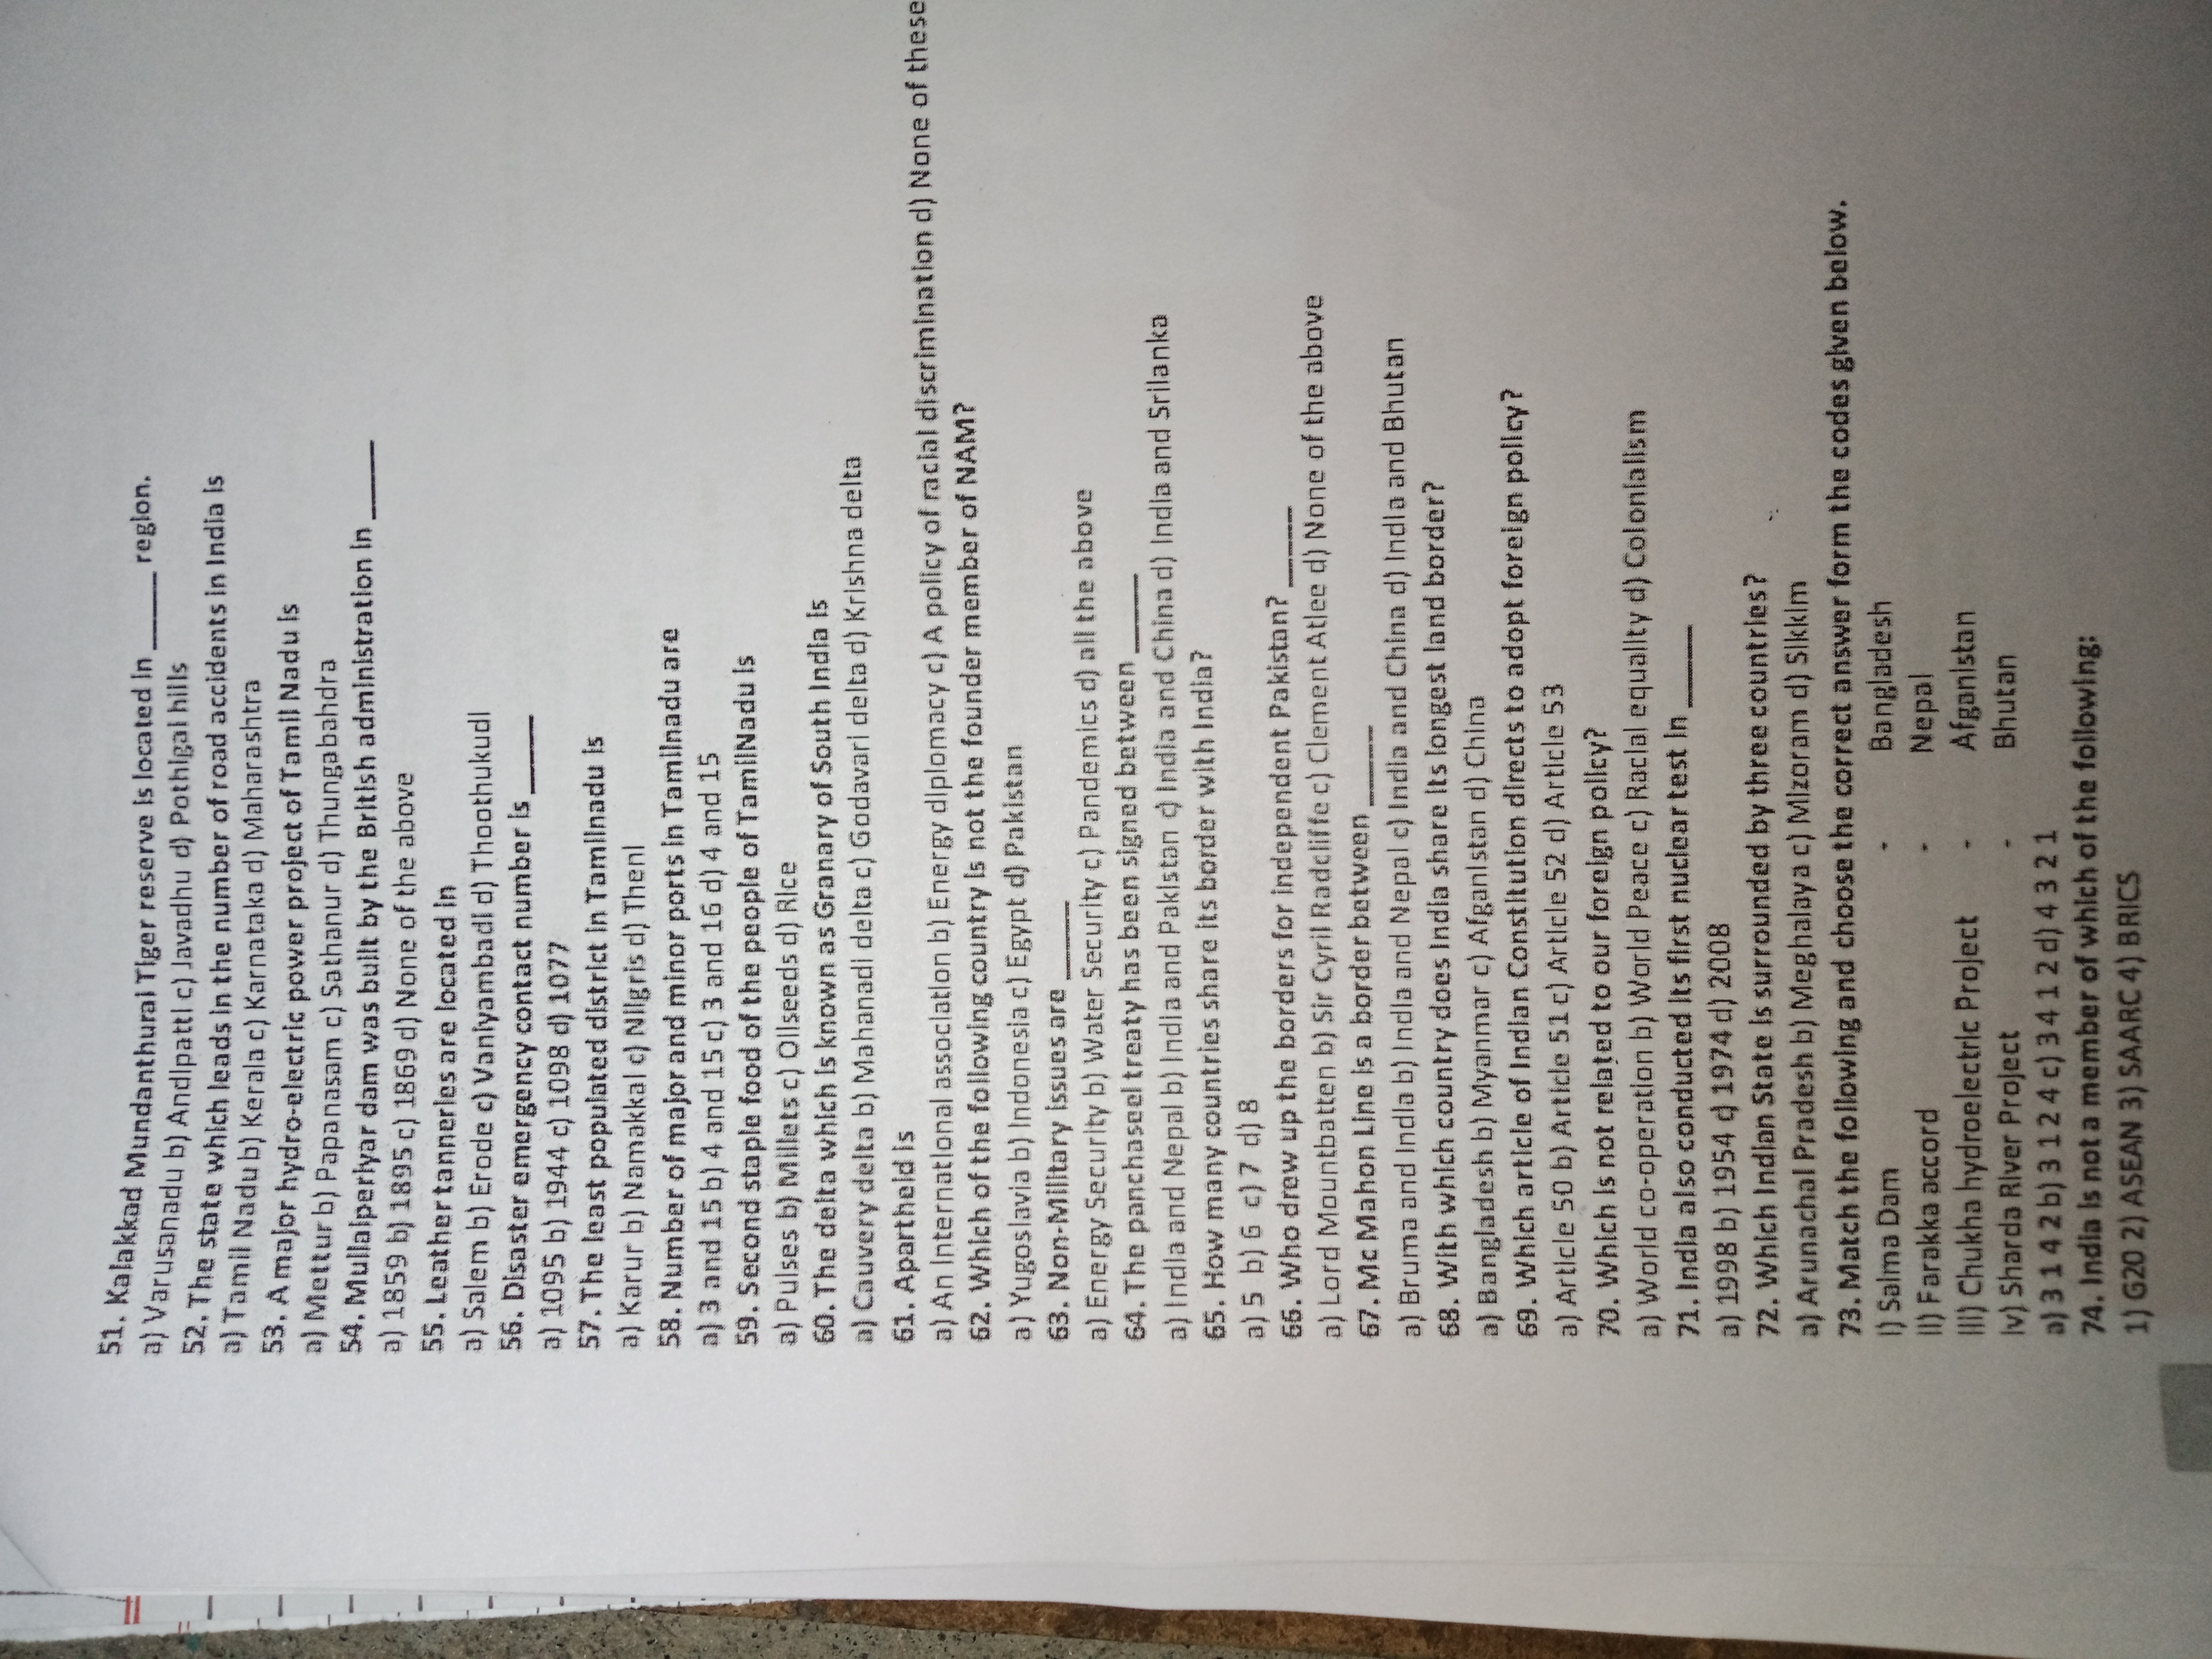 51. Kalakkad Mundanthurai Tiger reserve is located in _____ region.
a) Varusanadu b) Andipatti c) Javadhu d) Pothigai hills
52. The state which leads in the number of road accidents in India is
a) Tamil Nadu b) Kerala c) Karnataka d) Maharashtra
53. A major hydro-electric power project of Tamil Nadu is
a) Mettur b) Papanasam c) Sathanur d) Thungabahdra
54. Mullaiperiyar dam was built by the British administration in _____
a) 1859 b) 1895 c) 1869 d) None of the above
55. Leather tanneries are located in
a) Salem b) Erode c) Vaniyambadi d) Thoothukudi
56. Disaster emergency contact number is _____
a) 1095 b) 1944 c) 1098 d) 1077
57. The least populated district in Tamilnadu is
a) Karur b) Namakkal c) Nilgris d) Theni
58. Number of major and minor ports in Tamilnadu are
a) 3 and 15 b) 4 and 15 c) 3 and 16 d) 4 and 15
59. Second staple food of the people of TamilNadu is
a) Pulses b) Millets c) Oilseeds d) Rice
60. The delta which is known as Granary of South India is
a) Cauvery delta b) Mahanadi delta c) Godavari delta d) Krishna delta
61. Apartheid is
a) An International association b) Energy diplomacy c) A policy of racial discrimination d) None of these
62. Which of the following country is not the founder member of NAM?
a) Yugoslavia b) Indonesia c) Egypt d) Pakistan
63. Non-Military issues are _____
a) Energy Security b) Water Security c) Pandemics d) all the above
64. The panchaseel treaty has been signed between _____
a) India and Nepal b) India and Pakistan c) India and China d) India and Srilanka
65. How many countries share its border with India?
a) 5 b) 6 c) 7 d) 8
66. Who drew up the borders for independent Pakistan? _____
a) Lord Mountbatten b) Sir Cyril Radcliffe c) Clement Atlee d) None of the above
67. Mc Mahon Line is a border between _____
a) Bruma and India b) India and Nepal c) India and China d) India and Bhutan
68. With which country does India share its longest land border?
a) Bangladesh b) Myanmar c) Afganistan d) China
69. Which article of Indian Constitution directs to adopt foreign policy?
a) Article 50 b) Article 51 c) Article 52 d) Article 53
70. Which is not related to our foreign policy?
a) World co-operation b) World Peace c) Racial equality d) Colonialism
71. India also conducted its first nuclear test in _____
a) 1998 b) 1954 c) 1974 d) 2008
72. Which Indian State is surrounded by three countries?
a) Arunachal Pradesh b) Meghalaya c) Mizoram d) Sikkim
73. Match the following and choose the correct answer form the codes given below.
i) Salma Dam - Bangladesh
ii) Farakka accord - Nepal
iii) Chukha hydroelectric Project - Afganistan
iv) Sharda River Project - Bhutan
a) 3 1 4 2 b) 3 1 2 4 c) 3 4 1 2 d) 4 3 2 1
74. India is not a member of which of the following:
1) G20 2) ASEAN 3) SAARC 4) BRICS